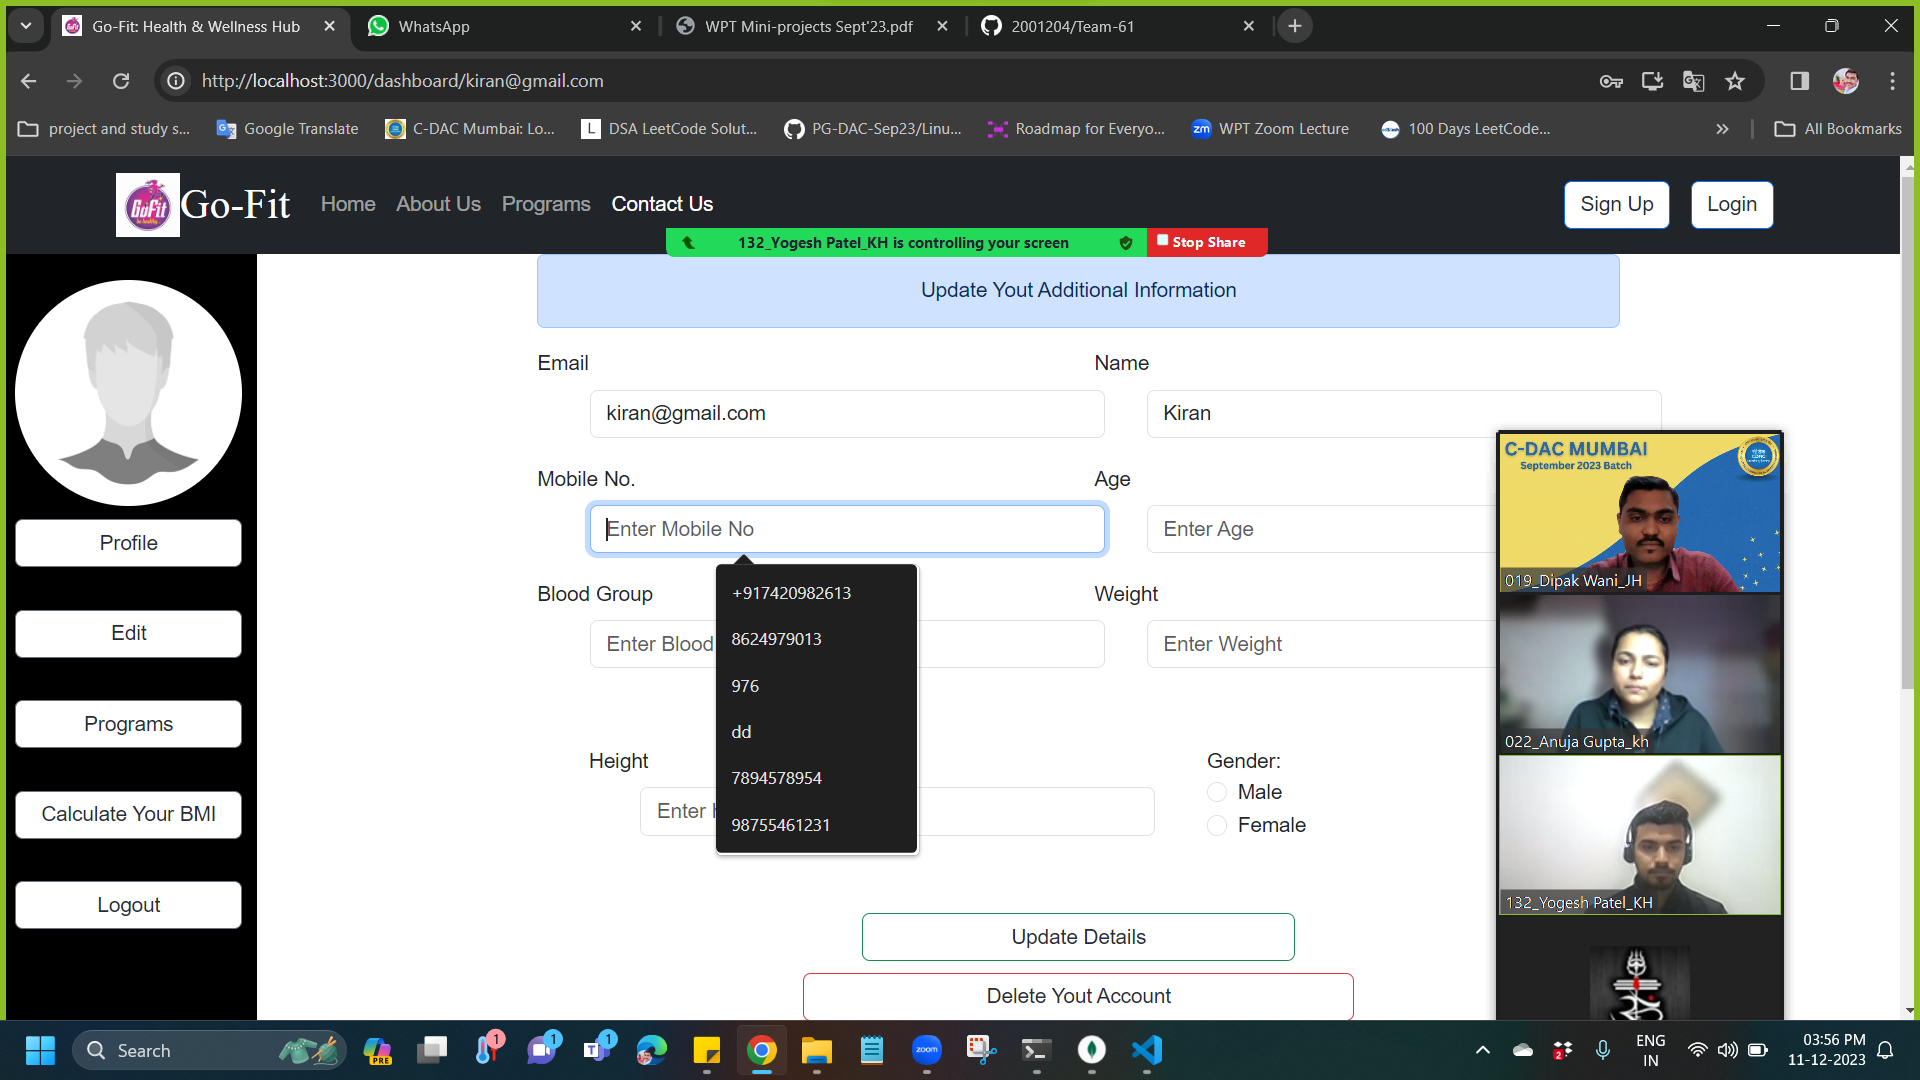 Go-Fit: Health & Wellness Hub
WhatsApp
WPT Mini-projects Sept'23.pdf
2001204/Team-61
http://localhost:3000/dashboard/kiran@gmail.com
project and study s...
Google Translate
C-DAC Mumbai: Lo...
DSA LeetCode Solut...
PG-DAC-Sep23/Linu...
Roadmap for Everyo...
WPT Zoom Lecture
100 Days LeetCode...
All Bookmarks
GoFit
Go-Fit
Home
About Us
Programs
Contact Us
Sign Up
Login
132_Yogesh Patel_KH is controlling your screen
Stop Share
Update Yout Additional Information
Email
Name
kiran@gmail.com
Kiran
Mobile No.
Age
Enter Mobile No
Enter Age
Blood Group
Weight
Enter Blood
Enter Weight
+917420982613
8624979013
976
dd
7894578954
98755461231
Height
Gender:
Enter H
Male
Female
Update Details
Delete Yout Account
Profile
Edit
Programs
Calculate Your BMI
Logout
C-DAC MUMBAI
September 2023 Batch
019_Dipak Wani_JH
022_Anuja Gupta_kh
132_Yogesh Patel_KH
Search
PRE
1
1
1
zoom
2
ENG
IN
03:56 PM
11-12-2023